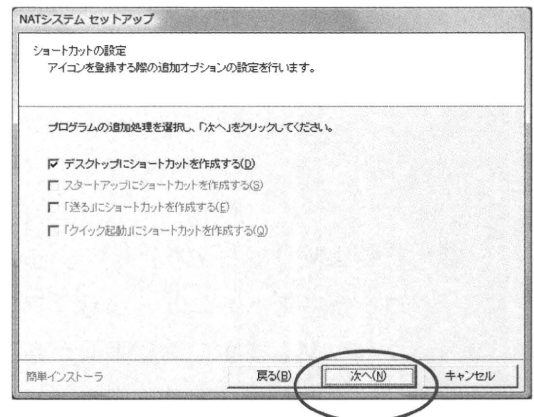 NATシステム セットアップ
ショートカットの設定
アイコンを登録する際の追加オプションの設定を行います。
プログラムの追加処理を選択し、「次へ」をクリックしてください。
デスクトップにショートカットを作成する(D)
スタートアップにショートカットを作成する(S)
「送る」にショートカットを作成する(E)
「クイック起動」にショートカットを作成する(Q)
簡単インストーラ
戻る(B) 次へ(N) キャンセル